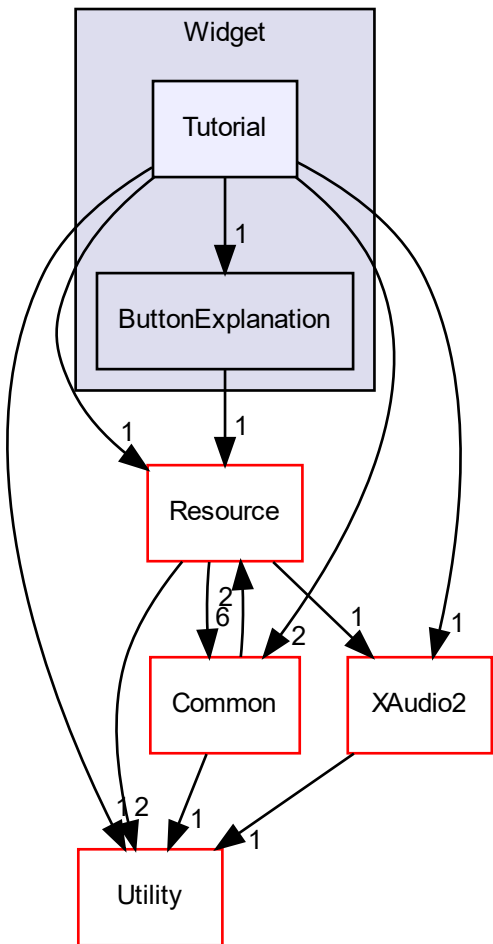 Widget
Tutorial
1
ButtonExplanation
1
1
Resource
2
6
1
1
2
Common
XAudio2
1
2
1
1
Utility